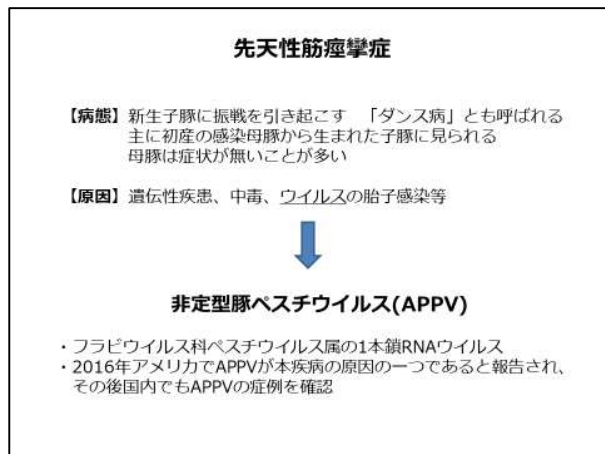 先天性筋痙攣症
【病態】新生子豚に振戦を引き起こす　「ダンス病」とも呼ばれる
主に初産の感染母豚から生まれた子豚に見られる
母豚は症状が無いことが多い
【原因】遺伝性疾患、中毒、ウイルスの胎子感染等
非定型豚ペスチウイルス(APPV)
・フラビウイルス科ペスチウイルス属の1本鎖RNAウイルス
・2016年アメリカでAPPVが本疾病の原因の一つであると報告され、
その後国内でもAPPVの症例を確認